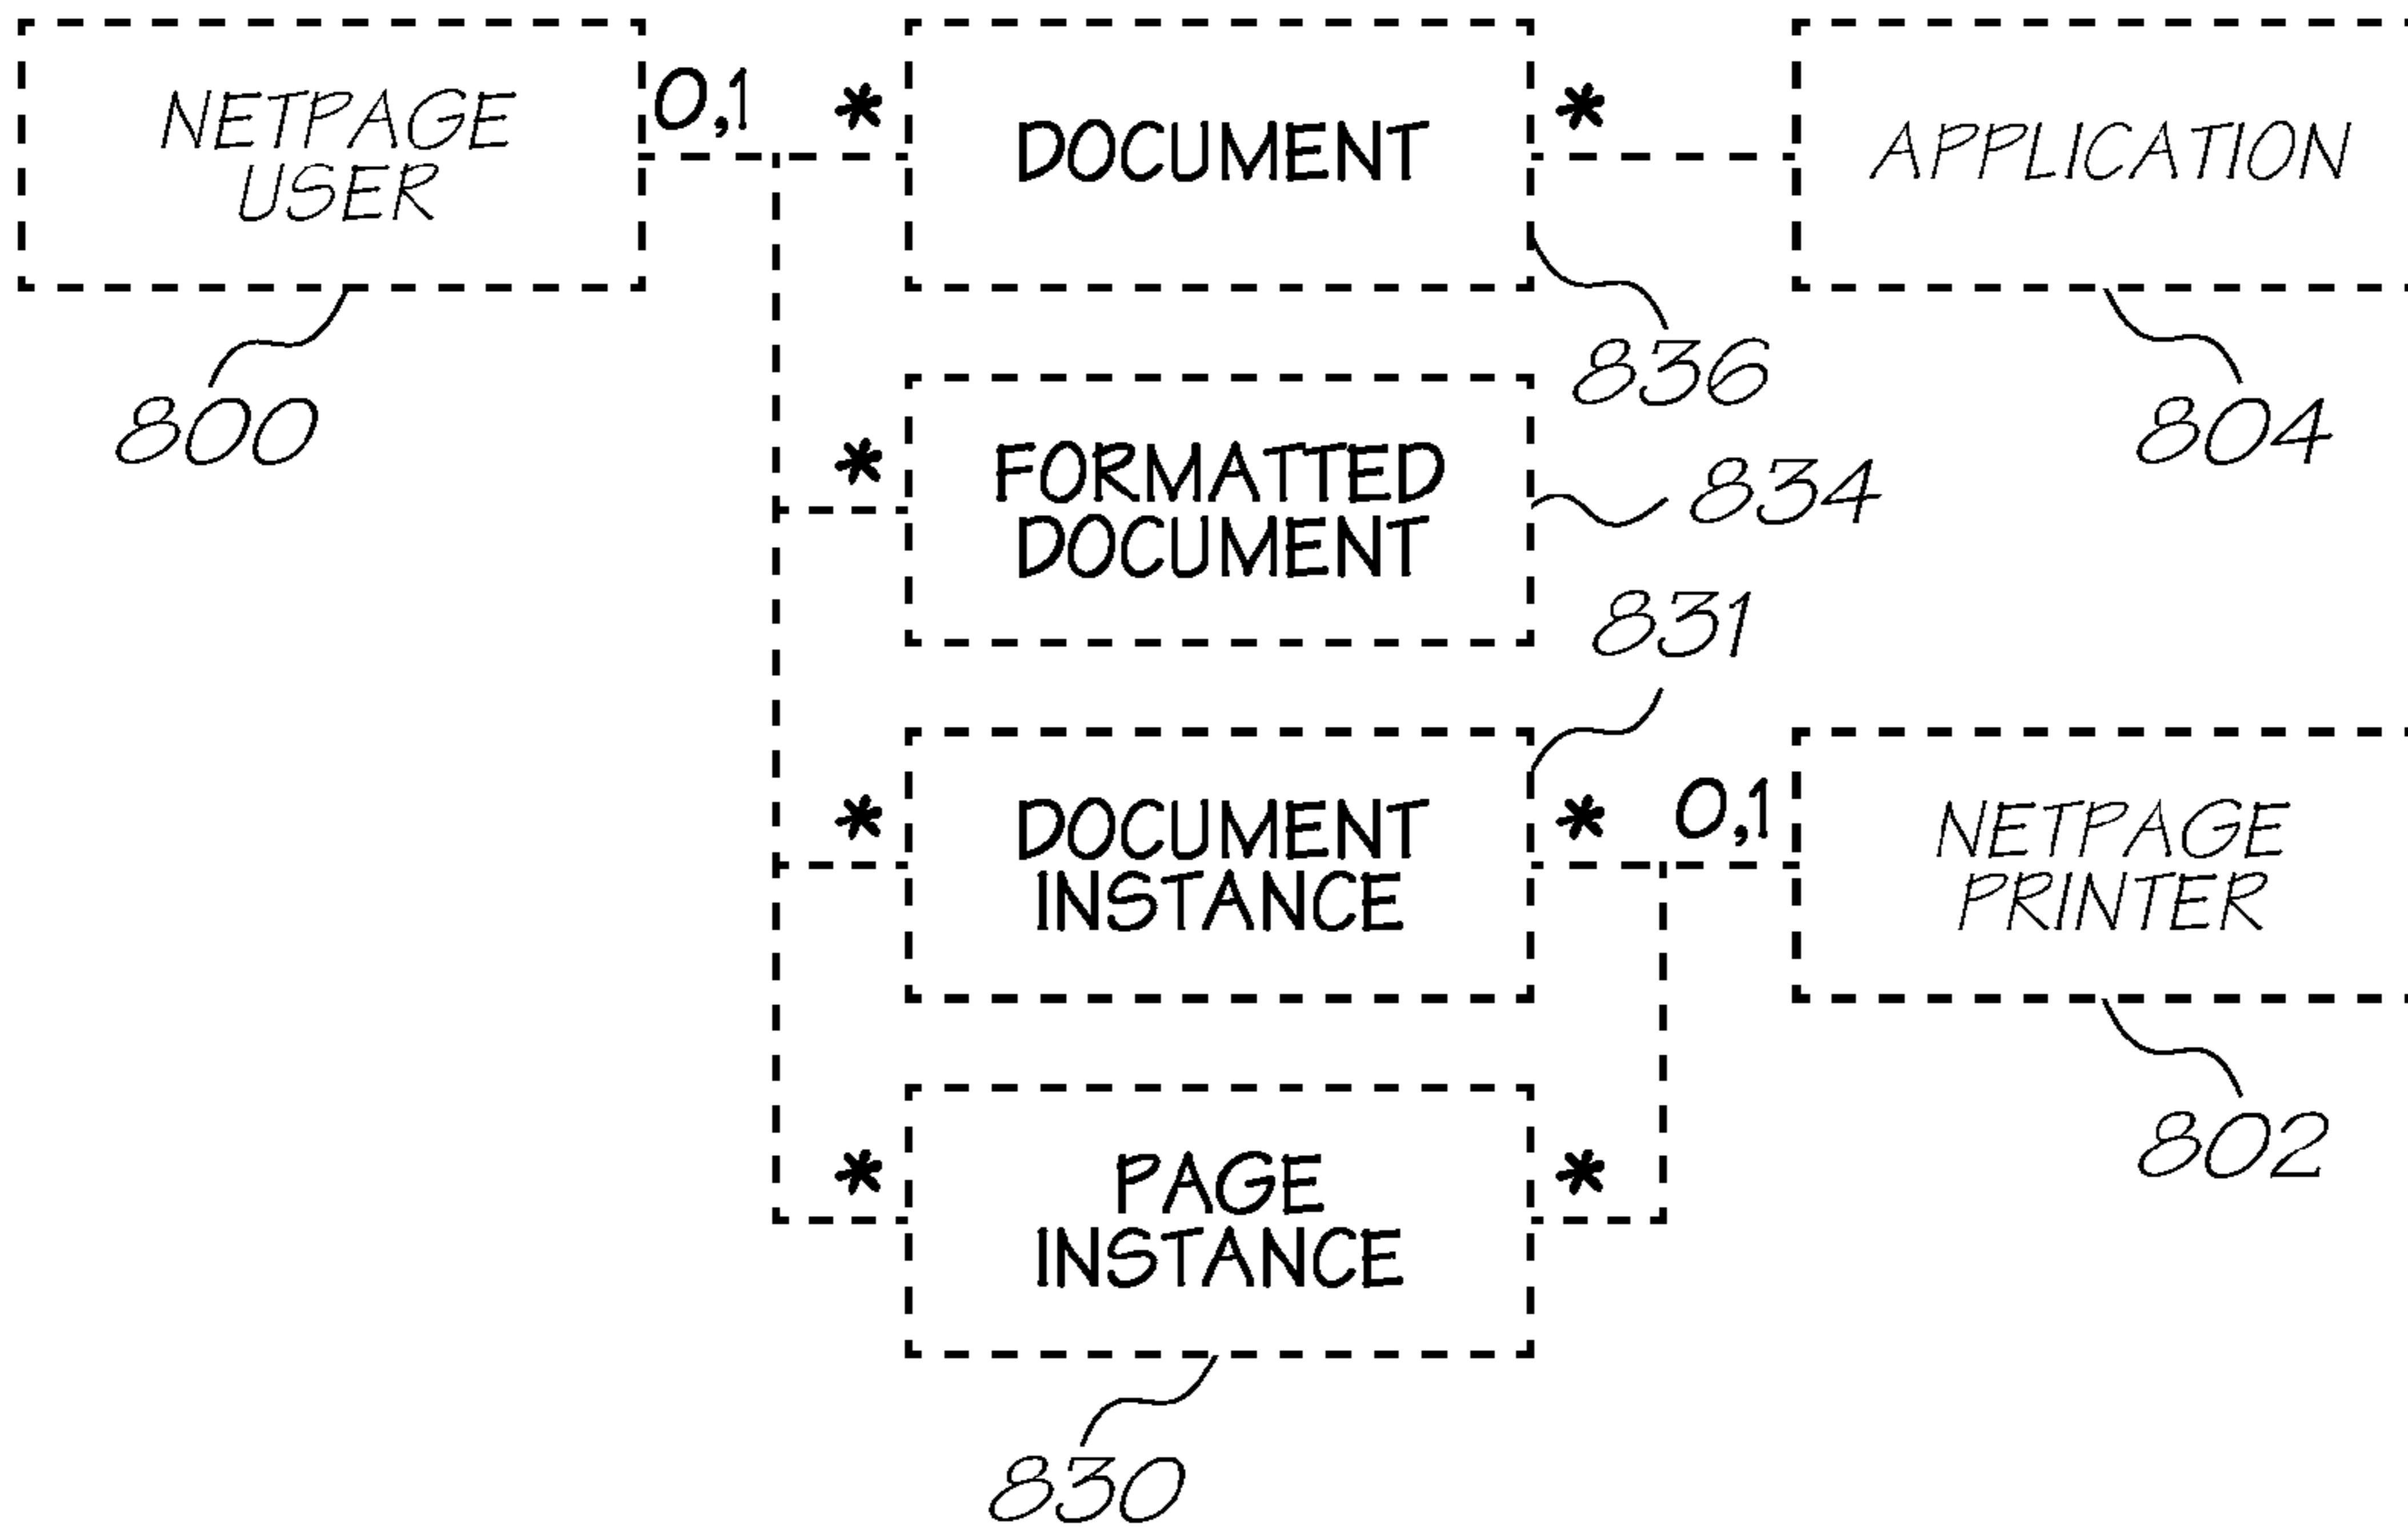 NETPAGE
USER
0,1
*
DOCUMENT
*
APPLICATION
800
836
804
*
FORMATTED
DOCUMENT
834
831
*
DOCUMENT
INSTANCE
*
0,1
NETPAGE
PRINTER
802
*
PAGE
INSTANCE
*
830